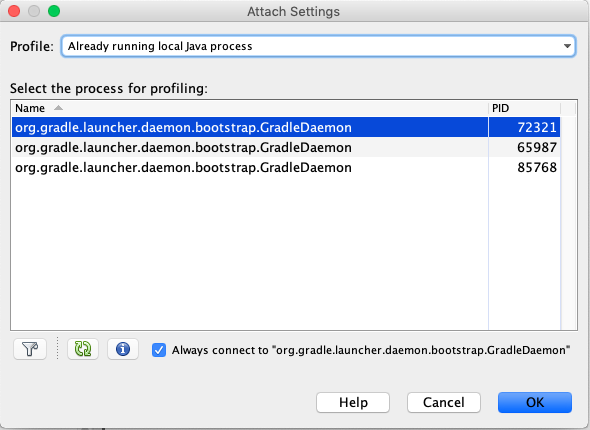 Attach Settings
Profile: Already running local Java process
Select the process for profiling:
Name PID
org.gradle.launcher.daemon.bootstrap.GradleDaemon 72321
org.gradle.launcher.daemon.bootstrap.GradleDaemon 65987
org.gradle.launcher.daemon.bootstrap.GradleDaemon 85768
Always connect to "org.gradle.launcher.daemon.bootstrap.GradleDaemon"
Help Cancel OK